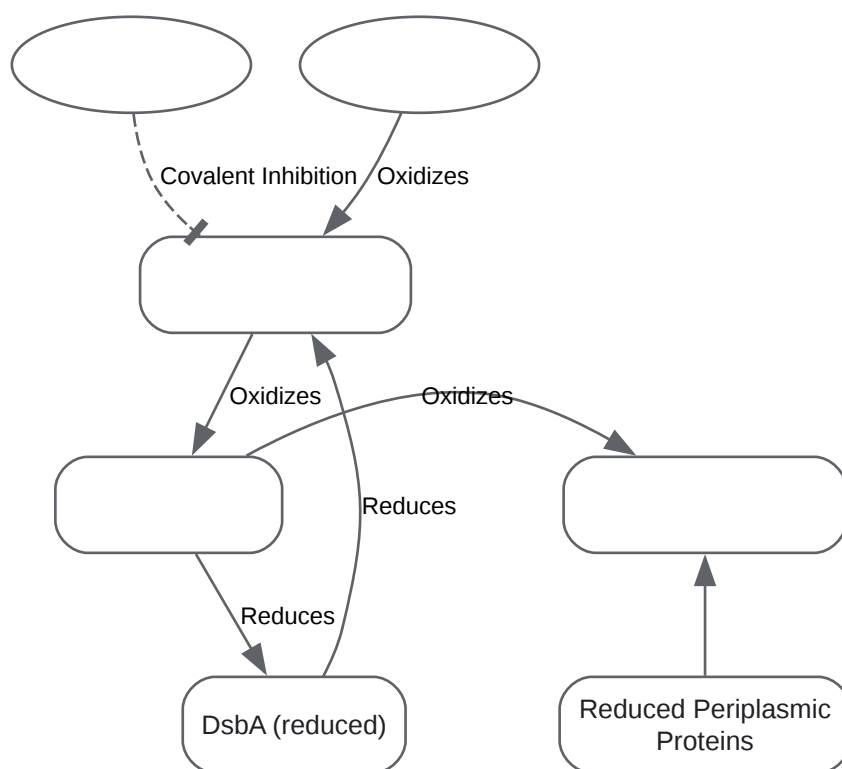 Covalent Inhibition
Oxidizes
Oxidizes
Oxidizes
Reduces
Reduces
DsbA (reduced)
Reduced Periplasmic
Proteins